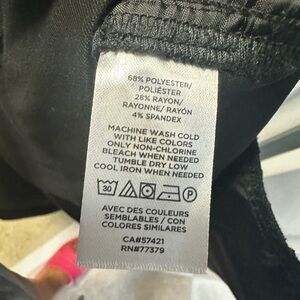 68% POLYESTER/
POLIÉSTER
28% RAYON/
RAYONNE/ RAYÓN
4% SPANDEX
MACHINE WASH COLD
WITH LIKE COLORS
ONLY NON-CHLORINE
BLEACH WHEN NEEDED
TUMBLE DRY LOW
COOL IRON WHEN NEEDED
30 P
AVEC DES COULEURS
SEMBLABLES / CON
COLORES SIMILARES
CA#57421
RN#77379